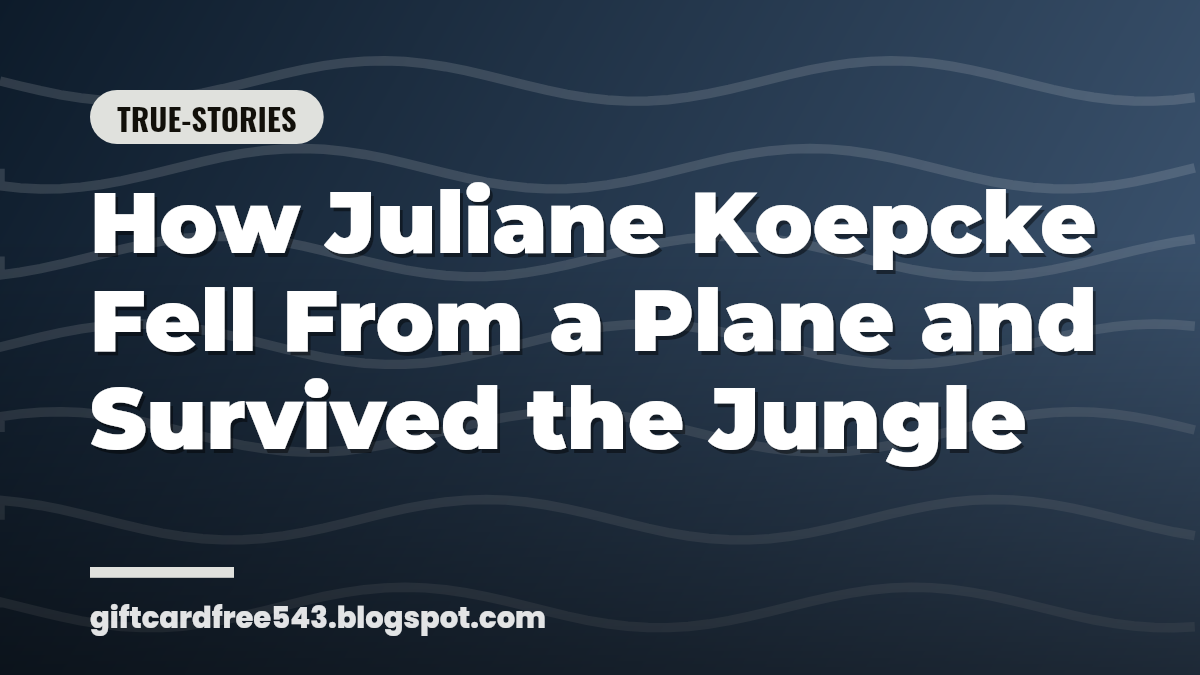 TRUE-STORIES
How Juliane Koepcke
Fell From a Plane and
Survived the Jungle
giftcardfree543.blogspot.com